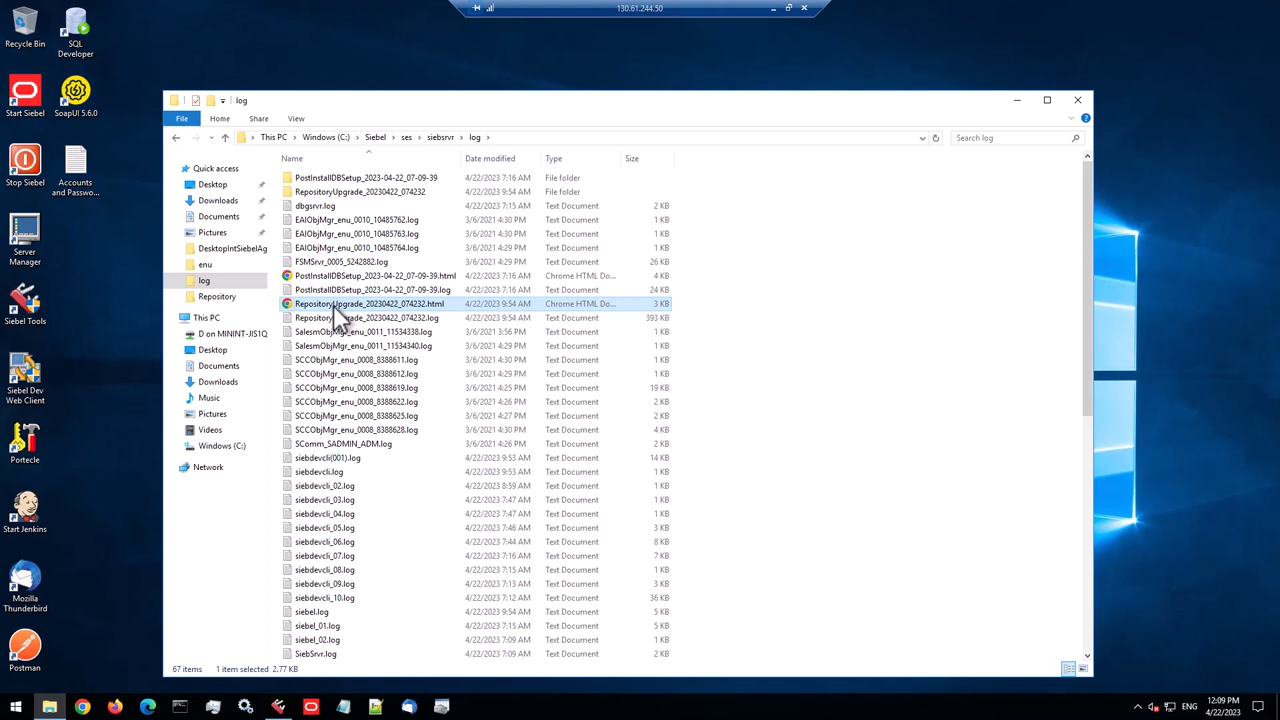 130.61.244.50
Recycle Bin
SQL Developer
Start Siebel
SoapUI 5.6.0
Stop Siebel
Accounts and Passwo...
Server Manager
Siebel Tools
Siebel Dev Web Client
Portecle
Start Jenkins
Mozilla Thunderbird
Postman
log
File Home Share View
This PC Windows (C:) Siebel ses siebsrvr log
Search log
Quick access
Desktop
Downloads
Documents
Pictures
DesktopIntSiebelAg
enu
log
Repository
This PC
D on MININT-JIS1Q
Desktop
Documents
Downloads
Music
Pictures
Videos
Windows (C:)
Network
Name Date modified Type Size
PostInstallDBSetup_2023-04-22_07-09-39 4/22/2023 7:16 AM File folder
RepositoryUpgrade_20230422_074232 4/22/2023 9:54 AM File folder
dbgsrvr.log 4/22/2023 7:15 AM Text Document 2 KB
EAIObjMgr_enu_0010_10485762.log 3/6/2021 4:30 PM Text Document 1 KB
EAIObjMgr_enu_0010_10485763.log 3/6/2021 4:30 PM Text Document 1 KB
EAIObjMgr_enu_0010_10485764.log 3/6/2021 4:29 PM Text Document 1 KB
FSMSrvr_0005_5242882.log 3/6/2021 4:30 PM Text Document 26 KB
PostInstallDBSetup_2023-04-22_07-09-39.html 4/22/2023 7:16 AM Chrome HTML Do... 4 KB
PostInstallDBSetup_2023-04-22_07-09-39.log 4/22/2023 7:16 AM Text Document 24 KB
RepositoryUpgrade_20230422_074232.html 4/22/2023 9:54 AM Chrome HTML Do... 3 KB
RepositoryUpgrade_20230422_074232.log 4/22/2023 9:54 AM Text Document 393 KB
SalesmObjMgr_enu_0011_11534338.log 3/6/2021 3:56 PM Text Document 1 KB
SalesmObjMgr_enu_0011_11534340.log 3/6/2021 4:29 PM Text Document 1 KB
SCCObjMgr_enu_0008_8388611.log 3/6/2021 4:30 PM Text Document 1 KB
SCCObjMgr_enu_0008_8388612.log 3/6/2021 4:29 PM Text Document 1 KB
SCCObjMgr_enu_0008_8388619.log 3/6/2021 4:25 PM Text Document 19 KB
SCCObjMgr_enu_0008_8388622.log 3/6/2021 4:29 PM Text Document 2 KB
SCCObjMgr_enu_0008_8388625.log 3/6/2021 4:27 PM Text Document 2 KB
SCCObjMgr_enu_0008_8388628.log 3/6/2021 4:30 PM Text Document 4 KB
SComm_SADMIN_ADM.log 3/6/2021 4:26 PM Text Document 2 KB
siebdevcli(001).log 4/22/2023 9:53 AM Text Document 14 KB
siebdevcli.log 4/22/2023 9:53 AM Text Document 1 KB
siebdevcli_02.log 4/22/2023 8:59 AM Text Document 1 KB
siebdevcli_03.log 4/22/2023 7:47 AM Text Document 1 KB
siebdevcli_04.log 4/22/2023 7:47 AM Text Document 1 KB
siebdevcli_05.log 4/22/2023 7:46 AM Text Document 3 KB
siebdevcli_06.log 4/22/2023 7:44 AM Text Document 8 KB
siebdevcli_07.log 4/22/2023 7:16 AM Text Document 7 KB
siebdevcli_08.log 4/22/2023 7:15 AM Text Document 1 KB
siebdevcli_09.log 4/22/2023 7:13 AM Text Document 3 KB
siebdevcli_10.log 4/22/2023 7:12 AM Text Document 36 KB
siebel.log 4/22/2023 9:54 AM Text Document 5 KB
siebel_01.log 4/22/2023 7:15 AM Text Document 5 KB
siebel_02.log 4/22/2023 7:09 AM Text Document 1 KB
SiebSrvr.log 4/22/2023 7:09 AM Text Document 2 KB
67 items 1 item selected 2.77 KB
ENG
12:09 PM
4/22/2023